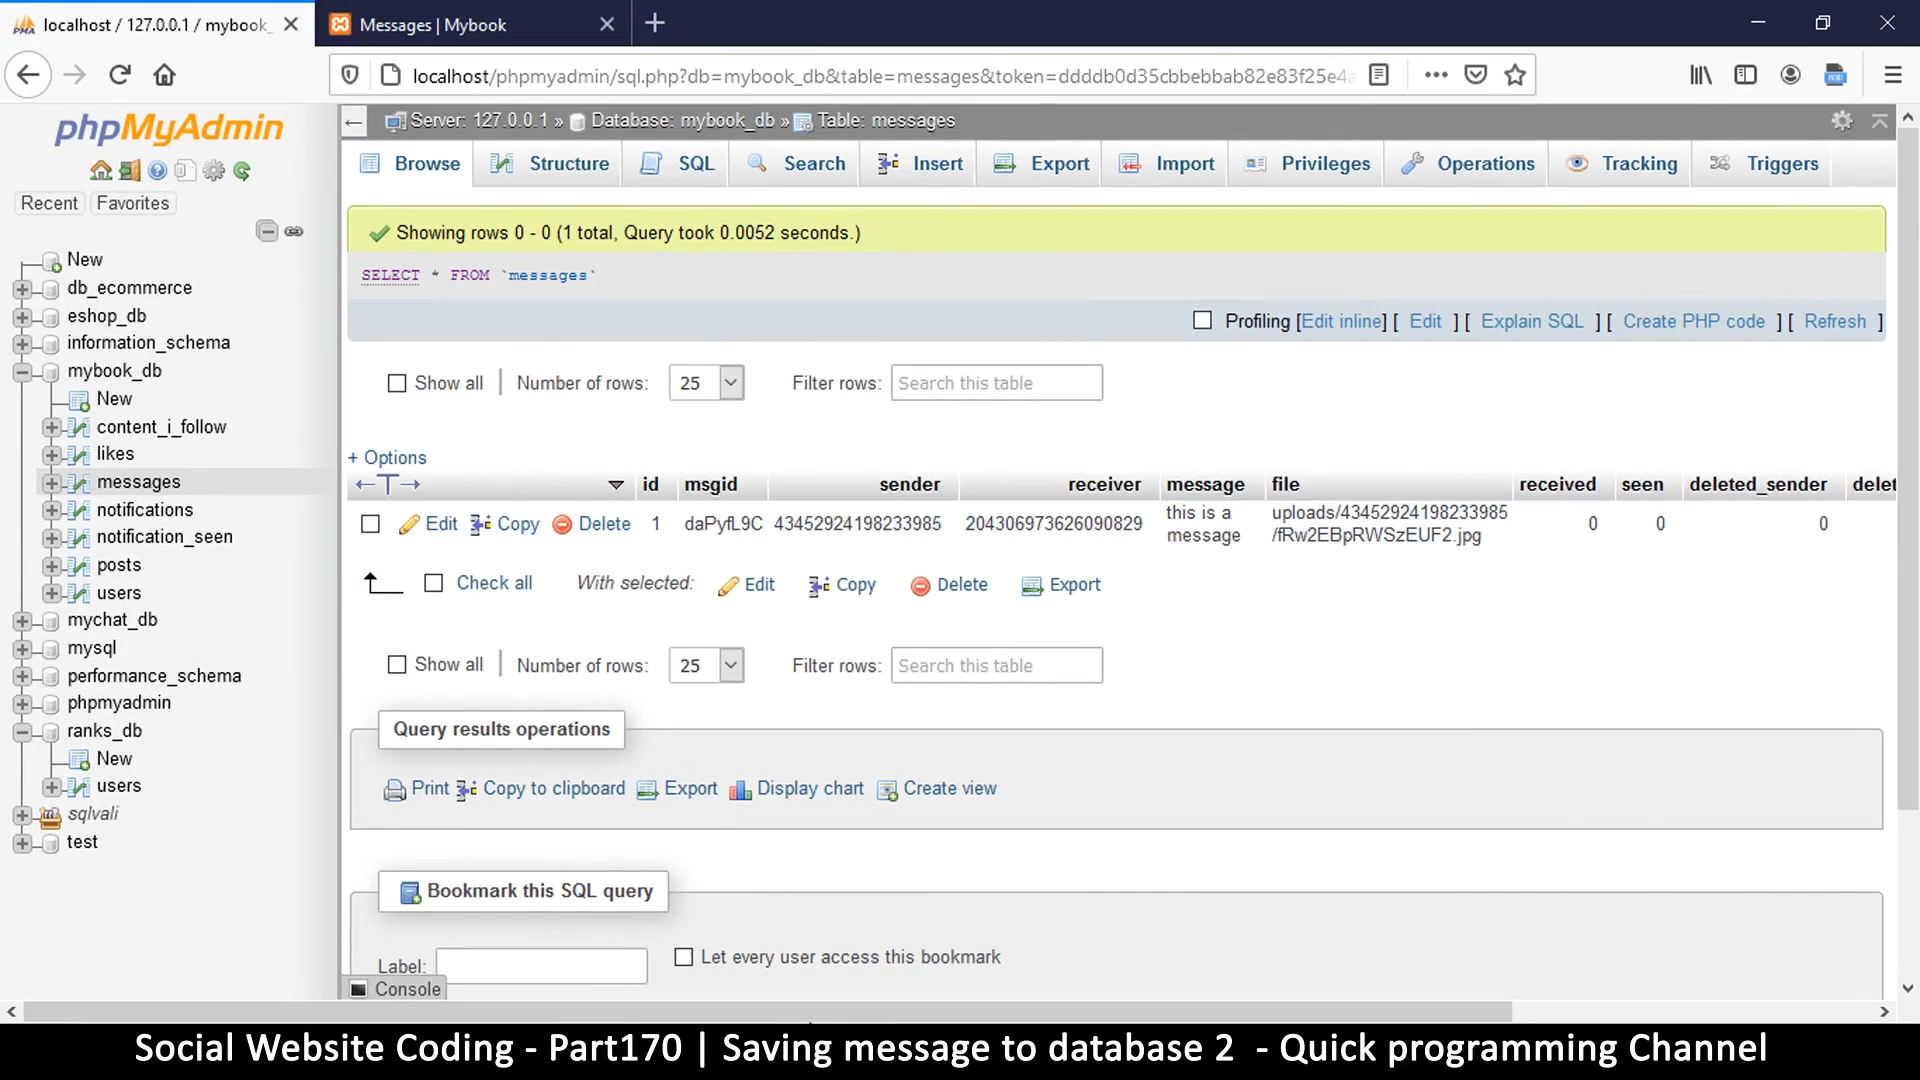 localhost / 127.0.0.1 / mybook_
Messages | Mybook
localhost/phpmyadmin/sql.php?db=mybook_db&table=messages&token=ddddb0d35cbbebbab82e83f25e4a
phpMyAdmin
Recent Favorites
New
db_ecommerce
eshop_db
information_schema
mybook_db
New
content_i_follow
likes
messages
notifications
notification_seen
posts
users
mychat_db
mysql
performance_schema
phpmyadmin
ranks_db
New
users
sqlvali
test
Server: 127.0.0.1 » Database: mybook_db » Table: messages
Browse Structure SQL Search Insert Export Import Privileges Operations Tracking Triggers
Showing rows 0 - 0 (1 total, Query took 0.0052 seconds.)
SELECT * FROM `messages`
Profiling [Edit inline] [ Edit ] [ Explain SQL ] [ Create PHP code ] [ Refresh ]
Show all | Number of rows: 25 Filter rows: Search this table
+ Options
←T→ id msgid sender receiver message file received seen deleted_sender delet
Edit Copy Delete 1 daPyfL9C 43452924198233985 204306973626090829 this is a message uploads/43452924198233985/fRw2EBpRWSzEUF2.jpg 0 0 0
Check all With selected: Edit Copy Delete Export
Show all | Number of rows: 25 Filter rows: Search this table
Query results operations
Print Copy to clipboard Export Display chart Create view
Bookmark this SQL query
Label: Let every user access this bookmark
Console
Social Website Coding - Part170 | Saving message to database 2 - Quick programming Channel